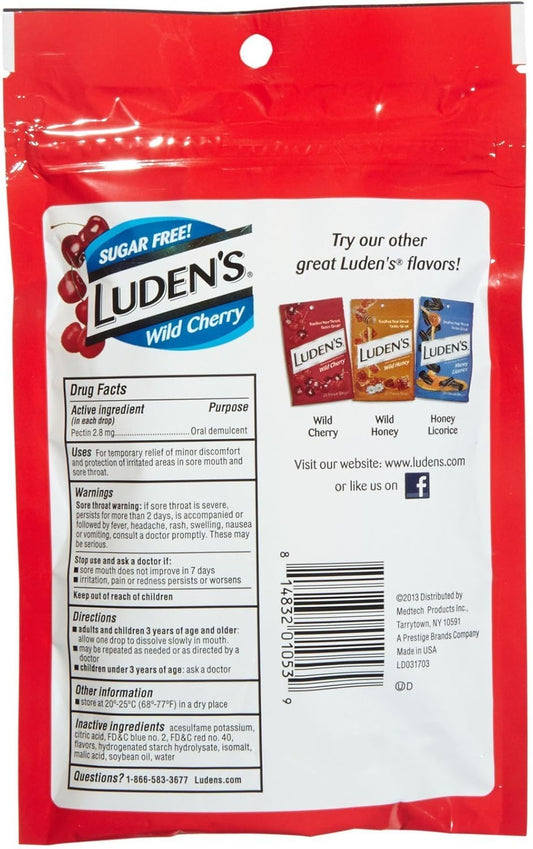 SUGAR FREE!
LUDEN'S®
Wild Cherry
Try our other
great Luden's® flavors!
LUDEN'S
Wild Cherry
LUDEN'S
Wild Honey
LUDEN'S
Honey
Licorice
Wild
Cherry
Wild
Honey
Honey
Licorice
Visit our website: www.ludens.com
or like us on f
Drug Facts
Active ingredient Purpose
(in each drop)
Pectin 2.8 mg..............................Oral demulcent
Uses For temporary relief of minor discomfort
and protection of irritated areas in sore mouth and
sore throat.
Warnings
Sore throat warning: if sore throat is severe,
persists for more than 2 days, is accompanied or
followed by fever, headache, rash, swelling, nausea
or vomiting, consult a doctor promptly. These may
be serious.
Stop use and ask a doctor if:
■ sore mouth does not improve in 7 days
■ irritation, pain or redness persists or worsens
Keep out of reach of children
Directions
■ adults and children 3 years of age and older:
allow one drop to dissolve slowly in mouth.
■ may be repeated as needed or as directed by a
doctor
■ children under 3 years of age: ask a doctor
Other information
■ store at 20º-25ºC (68º-77ºF) in a dry place
Inactive ingredients acesulfame potassium,
citric acid, FD&C blue no. 2, FD&C red no. 40,
flavors, hydrogenated starch hydrolysate, isomalt,
malic acid, soybean oil, water
Questions? 1-866-583-3677 Ludens.com
8 14832 01053 9
©2013 Distributed by
Medtech Products Inc.,
Tarrytown, NY 10591
A Prestige Brands Company
Made in USA
LD031703
Ⓤ D